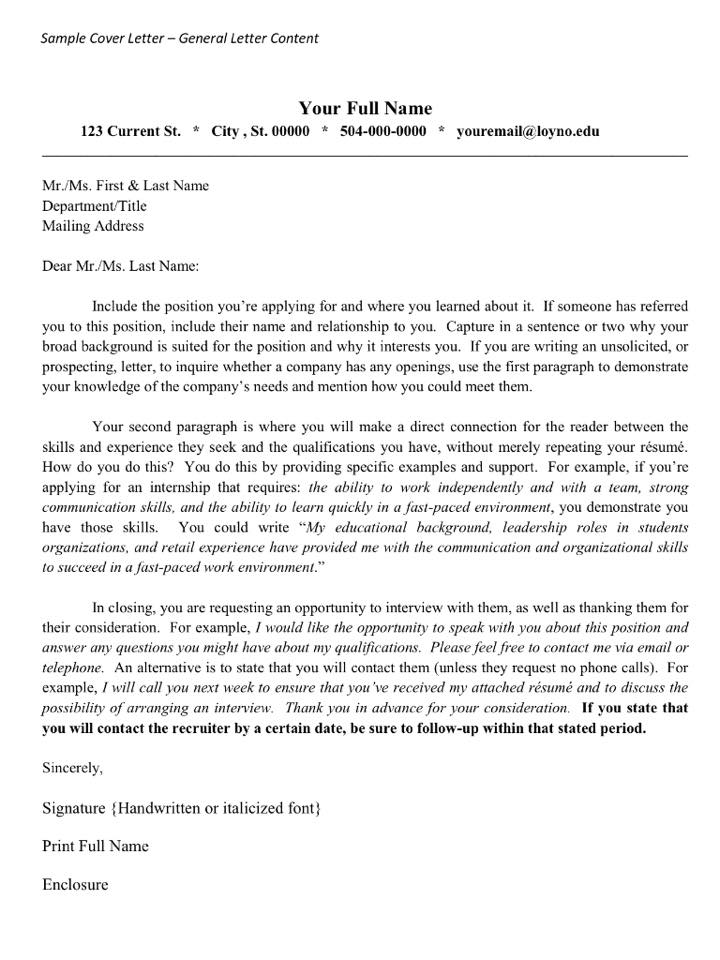 Sample Cover Letter – General Letter Content
Your Full Name
123 Current St. * City , St. 00000 * 504-000-0000 * youremail@loyno.edu
Mr./Ms. First & Last Name
Department/Title
Mailing Address
Dear Mr./Ms. Last Name:
Include the position you’re applying for and where you learned about it. If someone has referred
you to this position, include their name and relationship to you. Capture in a sentence or two why your
broad background is suited for the position and why it interests you. If you are writing an unsolicited, or
prospecting, letter, to inquire whether a company has any openings, use the first paragraph to demonstrate
your knowledge of the company’s needs and mention how you could meet them.
Your second paragraph is where you will make a direct connection for the reader between the
skills and experience they seek and the qualifications you have, without merely repeating your résumé.
How do you do this? You do this by providing specific examples and support. For example, if you’re
applying for an internship that requires: the ability to work independently and with a team, strong
communication skills, and the ability to learn quickly in a fast-paced environment, you demonstrate you
have those skills. You could write “My educational background, leadership roles in students
organizations, and retail experience have provided me with the communication and organizational skills
to succeed in a fast-paced work environment.”
In closing, you are requesting an opportunity to interview with them, as well as thanking them for
their consideration. For example, I would like the opportunity to speak with you about this position and
answer any questions you might have about my qualifications. Please feel free to contact me via email or
telephone. An alternative is to state that you will contact them (unless they request no phone calls). For
example, I will call you next week to ensure that you’ve received my attached résumé and to discuss the
possibility of arranging an interview. Thank you in advance for your consideration. If you state that
you will contact the recruiter by a certain date, be sure to follow-up within that stated period.
Sincerely,
Signature {Handwritten or italicized font}
Print Full Name
Enclosure